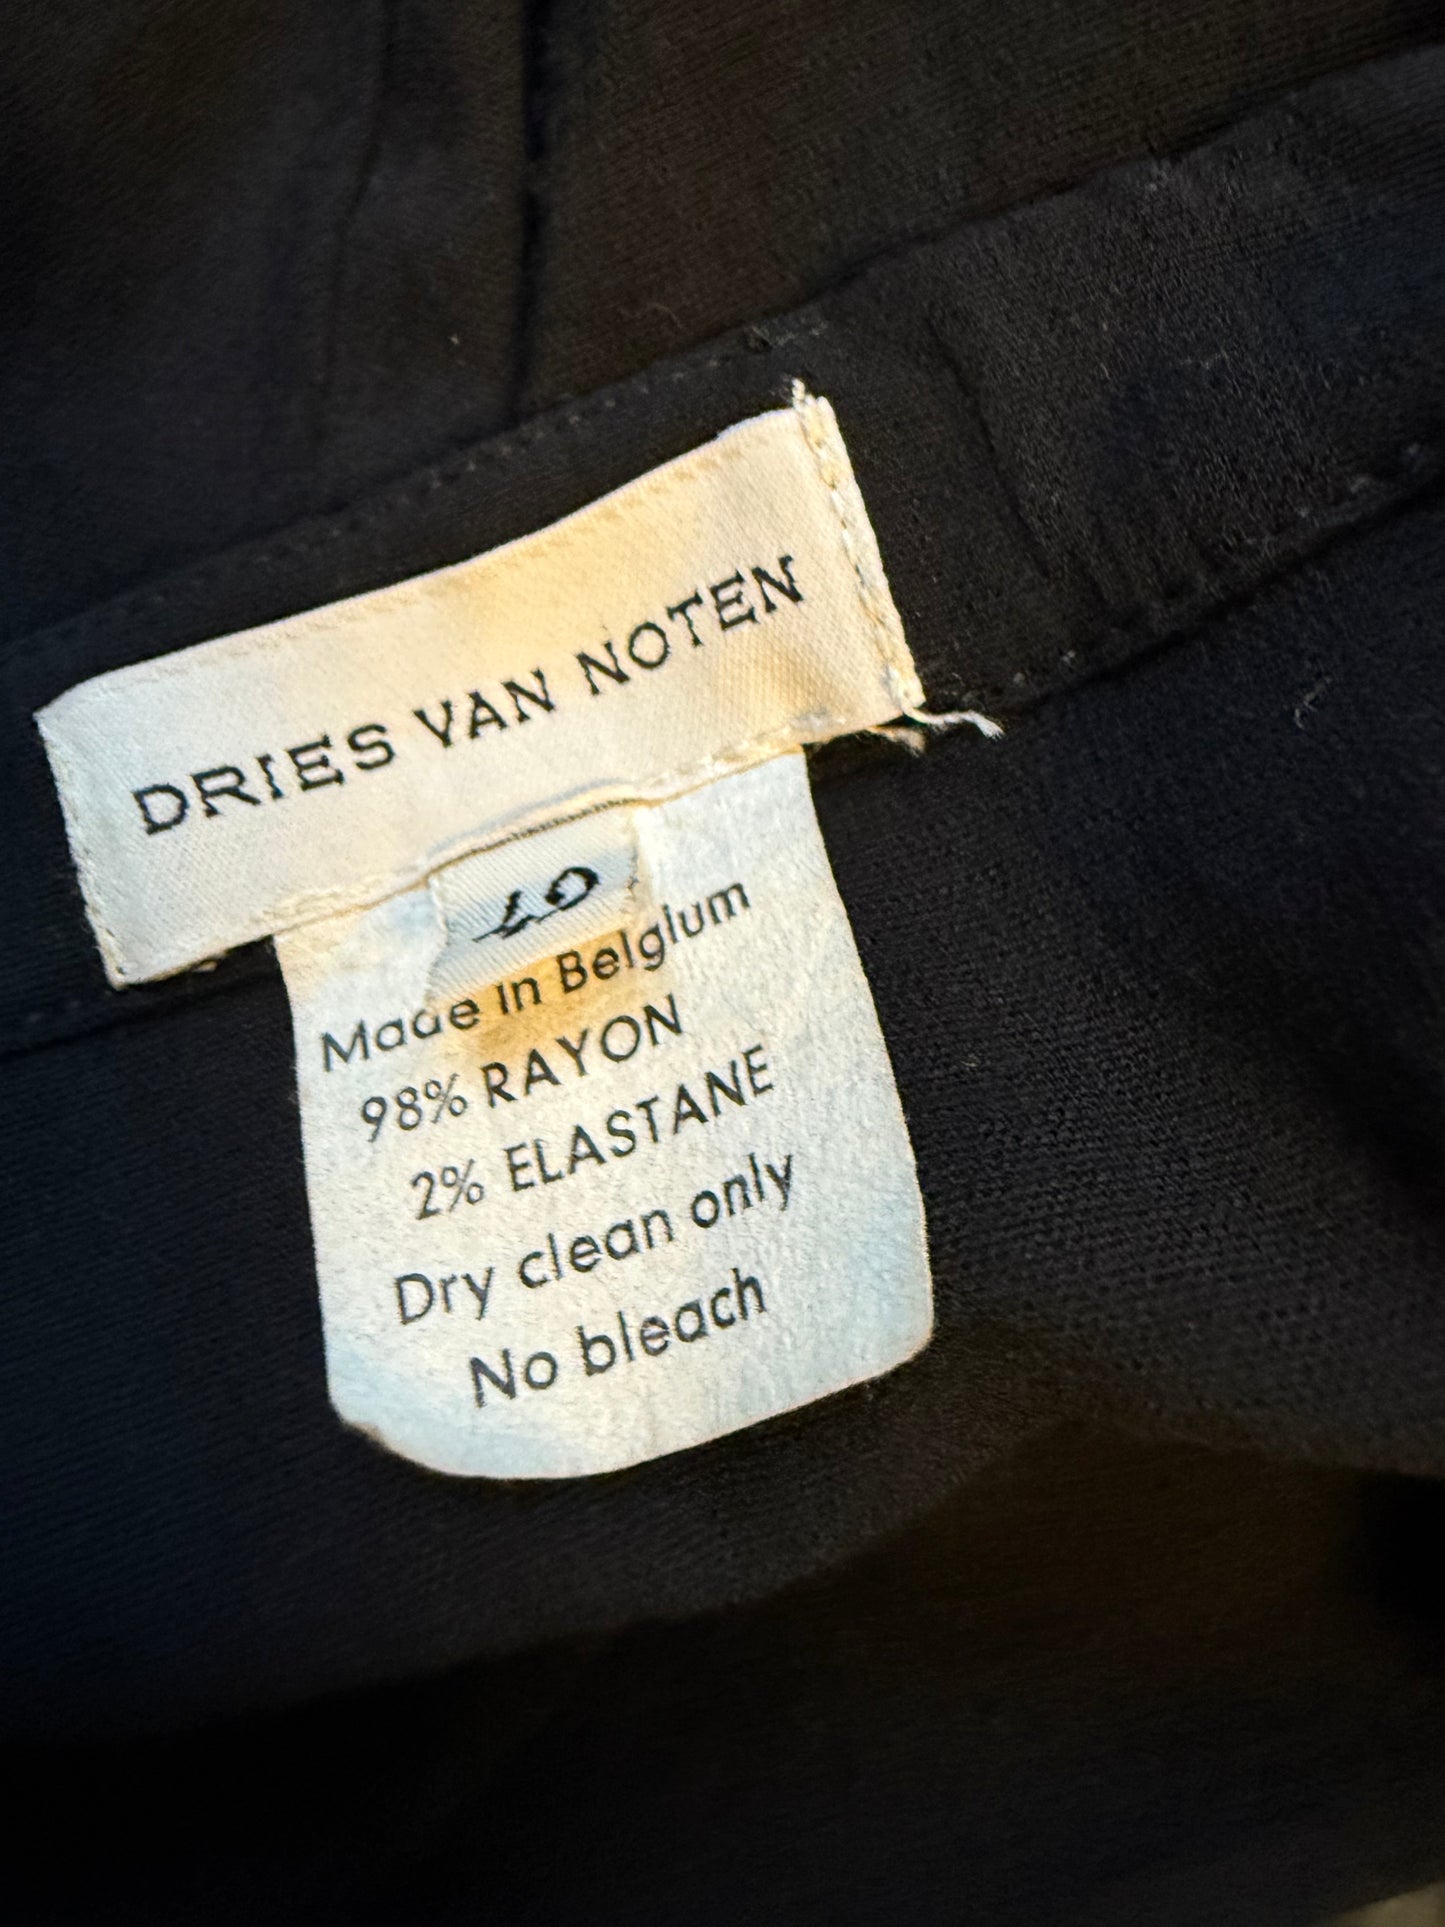 DRIES VAN NOTEN
40
Made in Belgium
98% RAYON
2% ELASTANE
Dry clean only
No bleach